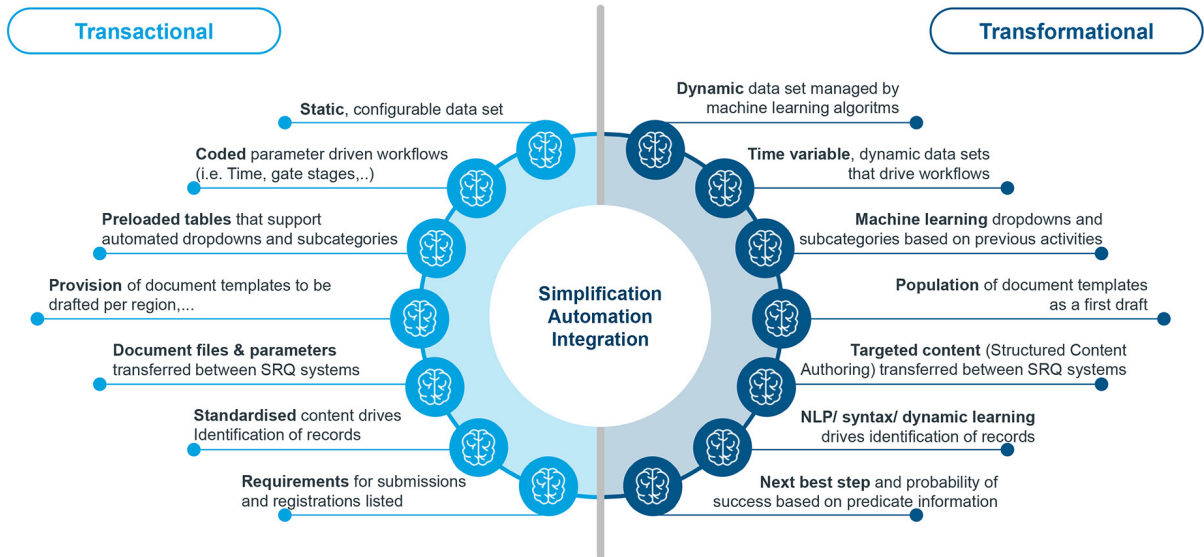 Transactional
Static, configurable data set
Coded parameter driven workflows
(i.e. Time, gate stages,..)
Preloaded tables that support
automated dropdowns and subcategories
Provision of document templates to be
drafted per region,...
Document files & parameters
transferred between SRQ systems
Standardised content drives
Identification of records
Requirements for submissions
and registrations listed
Simplification
Automation
Integration
Transformational
Dynamic data set managed by
machine learning algoritms
Time variable, dynamic data sets
that drive workflows
Machine learning dropdowns and
subcategories based on previous activities
Population of document templates
as a first draft
Targeted content (Structured Content
Authoring) transferred between SRQ systems
NLP/ syntax/ dynamic learning
drives identification of records
Next best step and probability of
success based on predicate information